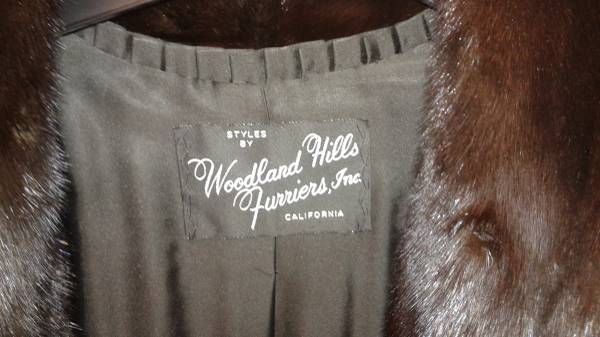 STYLES
BY
Woodland Hills
Furriers, Inc.
CALIFORNIA